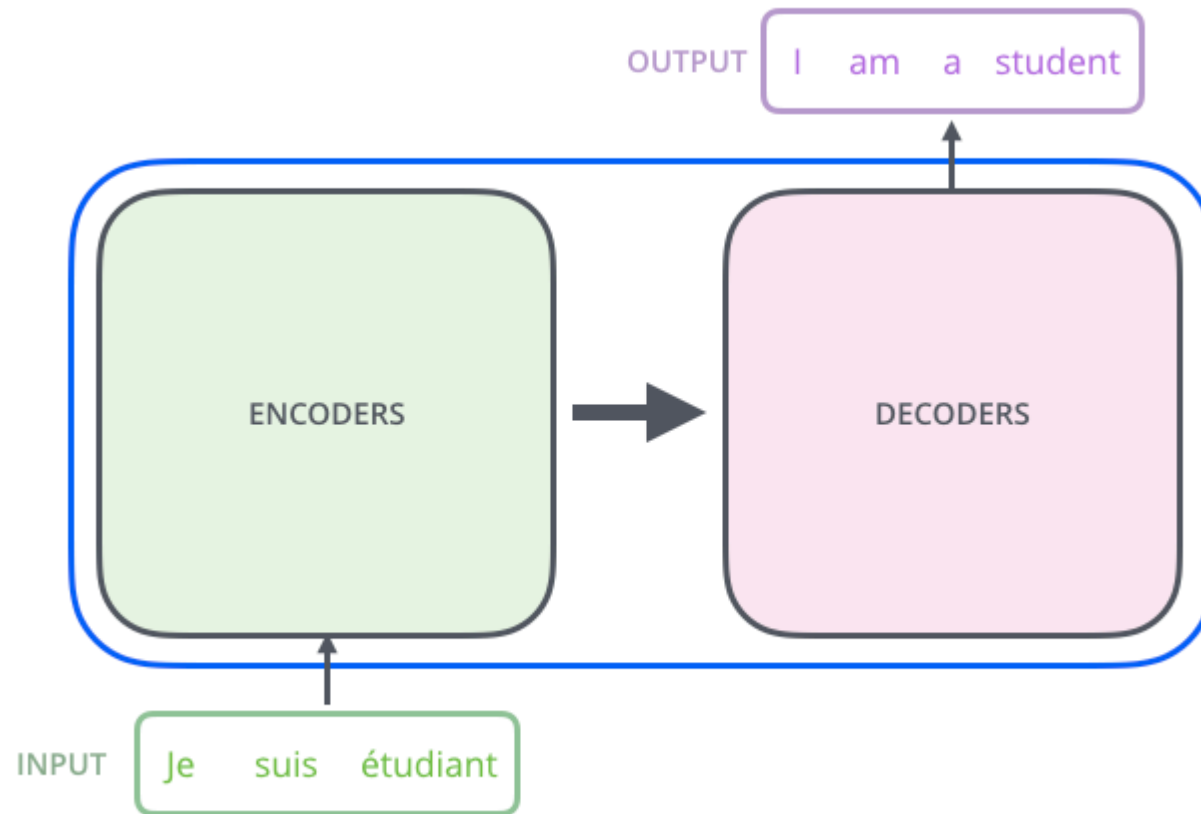 OUTPUT I am a student
ENCODERS DECODERS
INPUT Je suis étudiant